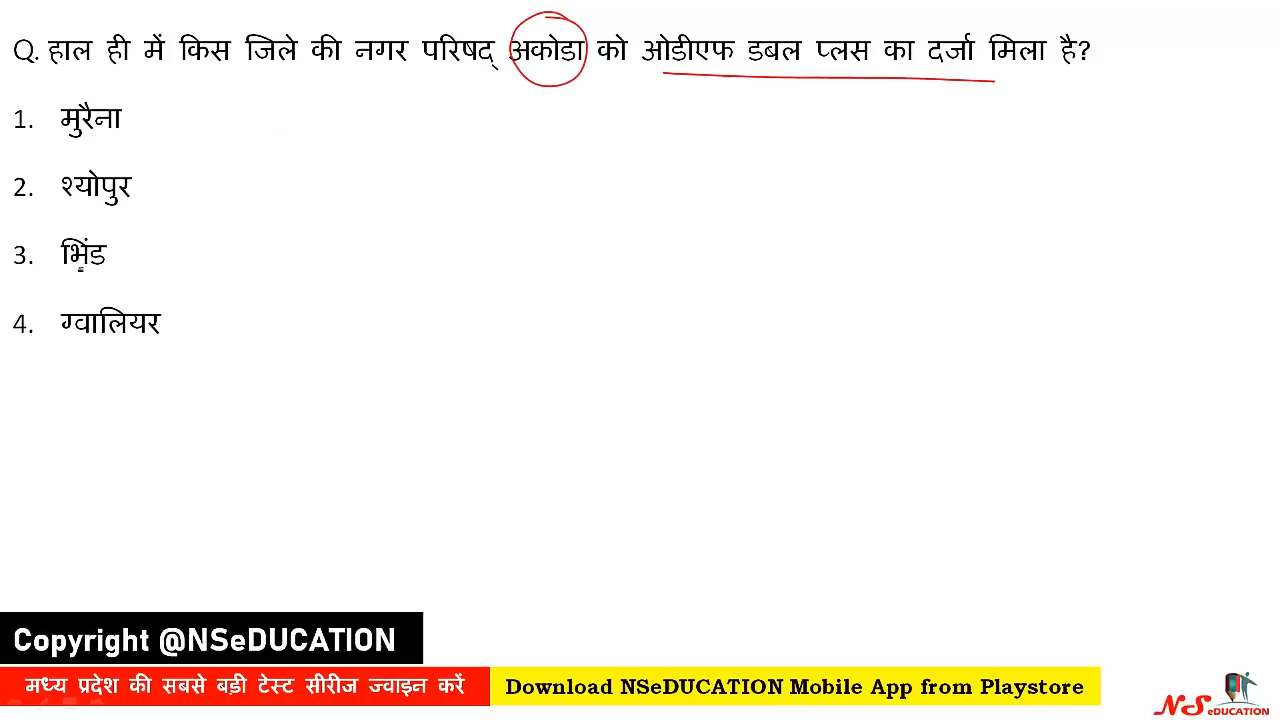 Q. हाल ही में किस जिले की नगर परिषद् अकोडा को ओडीएफ डबल प्लस का दर्जा मिला है?
1. मुरैना
2. श्योपुर
3. भिंड
4. ग्वालियर
Copyright @NSeDUCATION
मध्य प्रदेश की सबसे बड़ी टेस्ट सीरीज ज्वाइन करें Download NSeDUCATION Mobile App from Playstore
NS eDUCATION